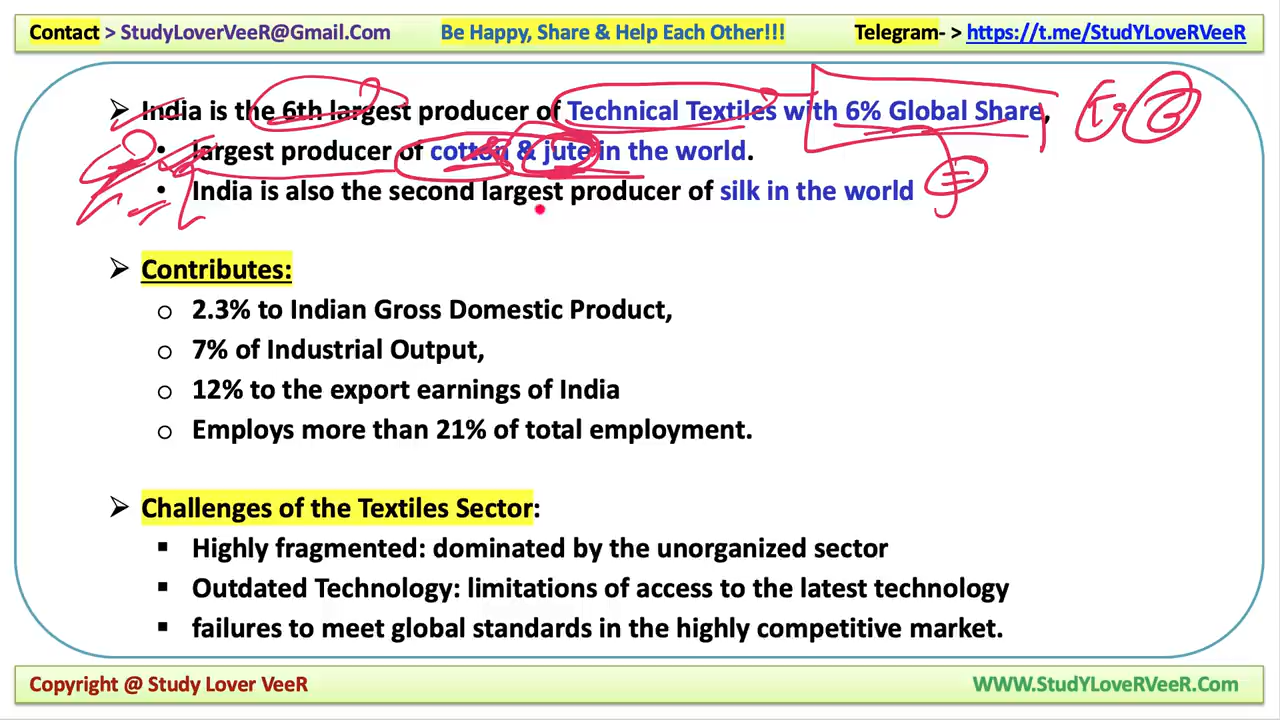 Contact > StudyLoverVeeR@Gmail.Com Be Happy, Share & Help Each Other!!! Telegram- > https://t.me/StudYLoveRVeeR
➢ India is the 6th largest producer of Technical Textiles with 6% Global Share,
• largest producer of cotton & jute in the world.
• India is also the second largest producer of silk in the world
➢ Contributes:
o 2.3% to Indian Gross Domestic Product,
o 7% of Industrial Output,
o 12% to the export earnings of India
o Employs more than 21% of total employment.
➢ Challenges of the Textiles Sector:
▪ Highly fragmented: dominated by the unorganized sector
▪ Outdated Technology: limitations of access to the latest technology
▪ failures to meet global standards in the highly competitive market.
Copyright @ Study Lover VeeR WWW.StudYLoveRVeeR.Com